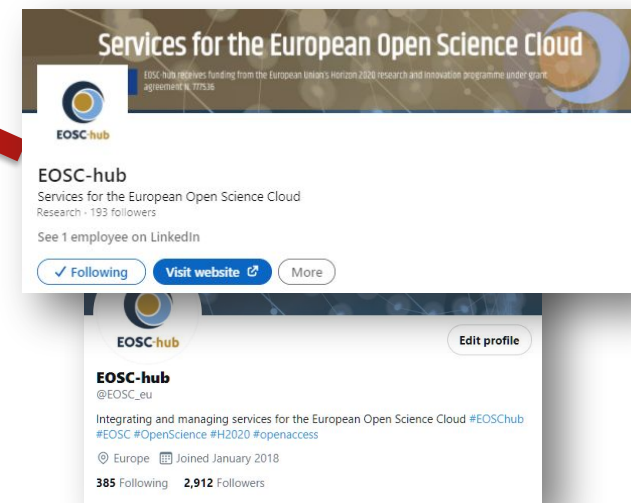 Services for the European Open Science Cloud
EOSC-hub receives funding from the European Union's Horizon 2020 research and innovation programme under grant
agreement N. 777536
EOSC-hub
EOSC-hub
Services for the European Open Science Cloud
Research · 193 followers
See 1 employee on LinkedIn
✓ Following Visit website More
EOSC-hub
Edit profile
EOSC-hub
@EOSC_eu
Integrating and managing services for the European Open Science Cloud #EOSChub
#EOSC #OpenScience #H2020 #openaccess
Europe Joined January 2018
385 Following 2,912 Followers